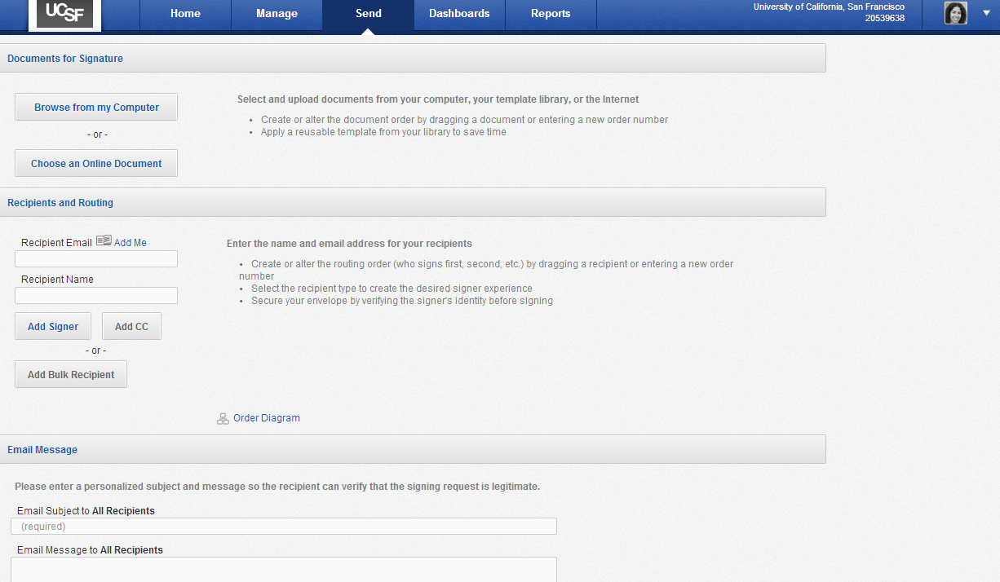 UCSF
Home
Manage
Send
Dashboards
Reports
University of California, San Francisco
20539638
Documents for Signature
Browse from my Computer
- or -
Choose an Online Document
Select and upload documents from your computer, your template library, or the Internet
• Create or alter the document order by dragging a document or entering a new order number
• Apply a reusable template from your library to save time
Recipients and Routing
Recipient Email Add Me
Recipient Name
Add Signer
Add CC
- or -
Add Bulk Recipient
Enter the name and email address for your recipients
• Create or alter the routing order (who signs first, second, etc.) by dragging a recipient or entering a new order
number
• Select the recipient type to create the desired signer experience
• Secure your envelope by verifying the signer's identity before signing
Order Diagram
Email Message
Please enter a personalized subject and message so the recipient can verify that the signing request is legitimate.
Email Subject to All Recipients
(required)
Email Message to All Recipients